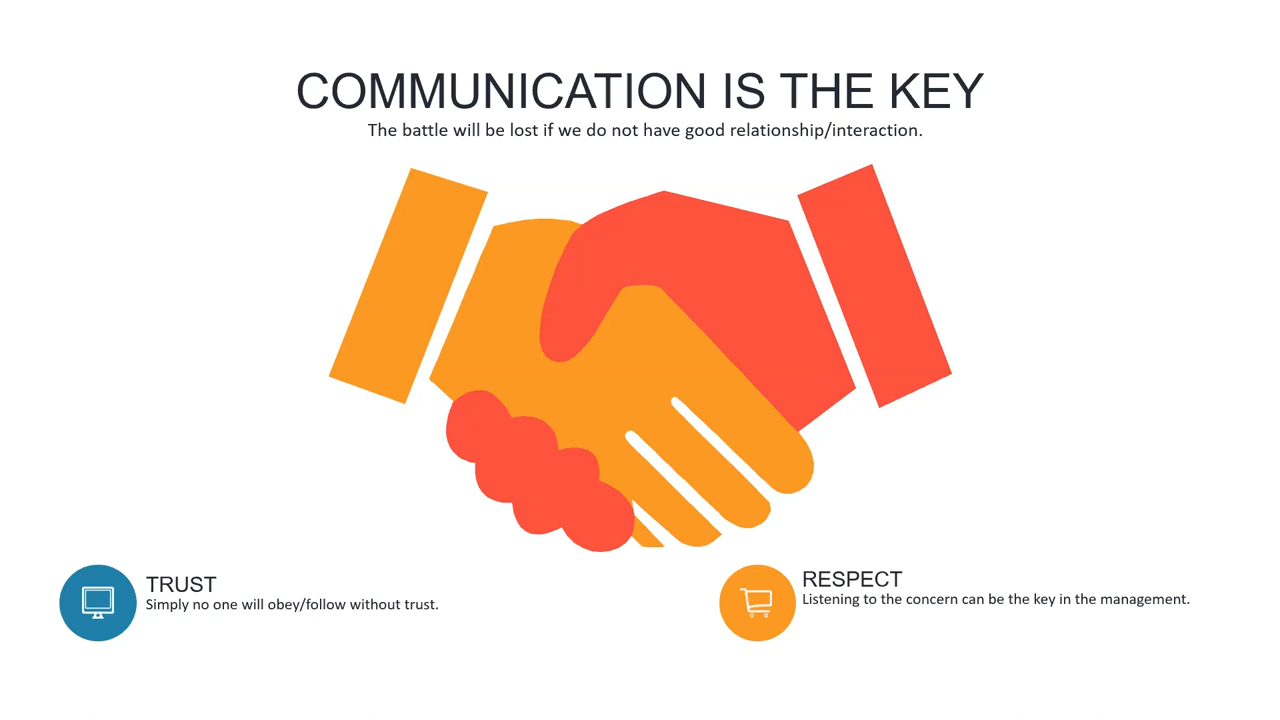 COMMUNICATION IS THE KEY
The battle will be lost if we do not have good relationship/interaction.
TRUST
Simply no one will obey/follow without trust.
RESPECT
Listening to the concern can be the key in the management.